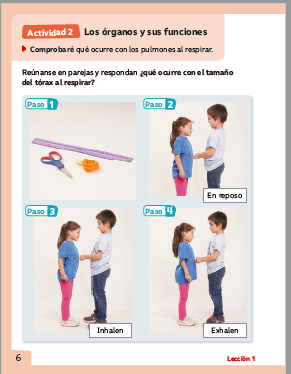 Actividad 2 Los órganos y sus funciones
Comprobaré qué ocurre con los pulmones al respirar.
Reúnanse en parejas y respondan ¿qué ocurre con el tamaño
del tórax al respirar?
Paso 1
Paso 2
En reposo
Paso 3
Inhalen
Paso 4
Exhalen
6
Lección 1